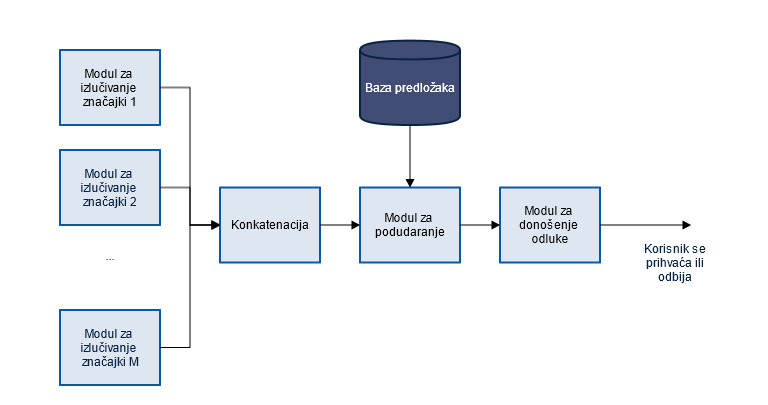 Modul za
izlučivanje
značajki 1
Modul za
izlučivanje
značajki 2
...
Modul za
izlučivanje
značajki M
Konkatenacija
Baza predložaka
Modul za
podudaranje
Modul za
donošenje
odluke
Korisnik se
prihvaća ili
odbija